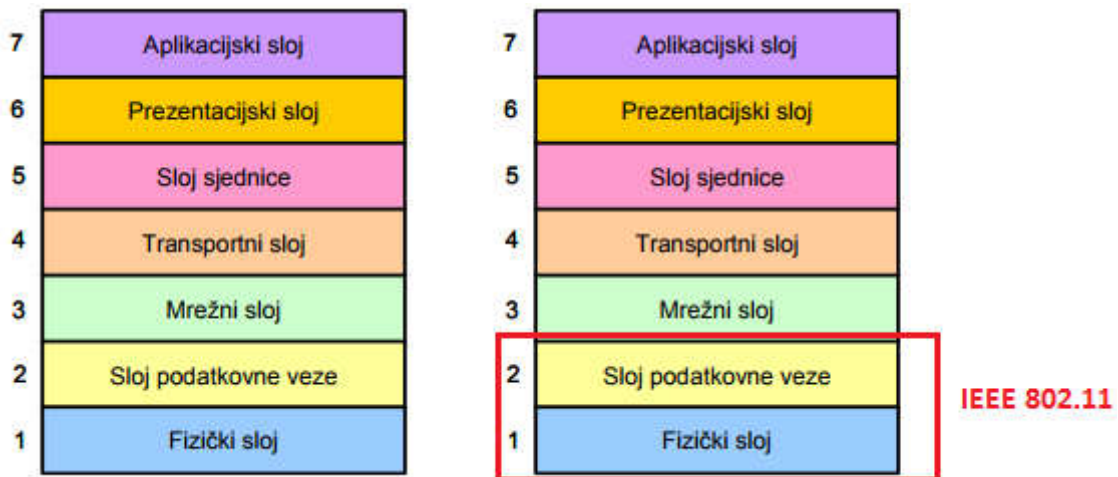 7 Aplikacijski sloj
6 Prezentacijski sloj
5 Sloj sjednice
4 Transportni sloj
3 Mrežni sloj
2 Sloj podatkovne veze
1 Fizički sloj
7 Aplikacijski sloj
6 Prezentacijski sloj
5 Sloj sjednice
4 Transportni sloj
3 Mrežni sloj
2 Sloj podatkovne veze
1 Fizički sloj
IEEE 802.11